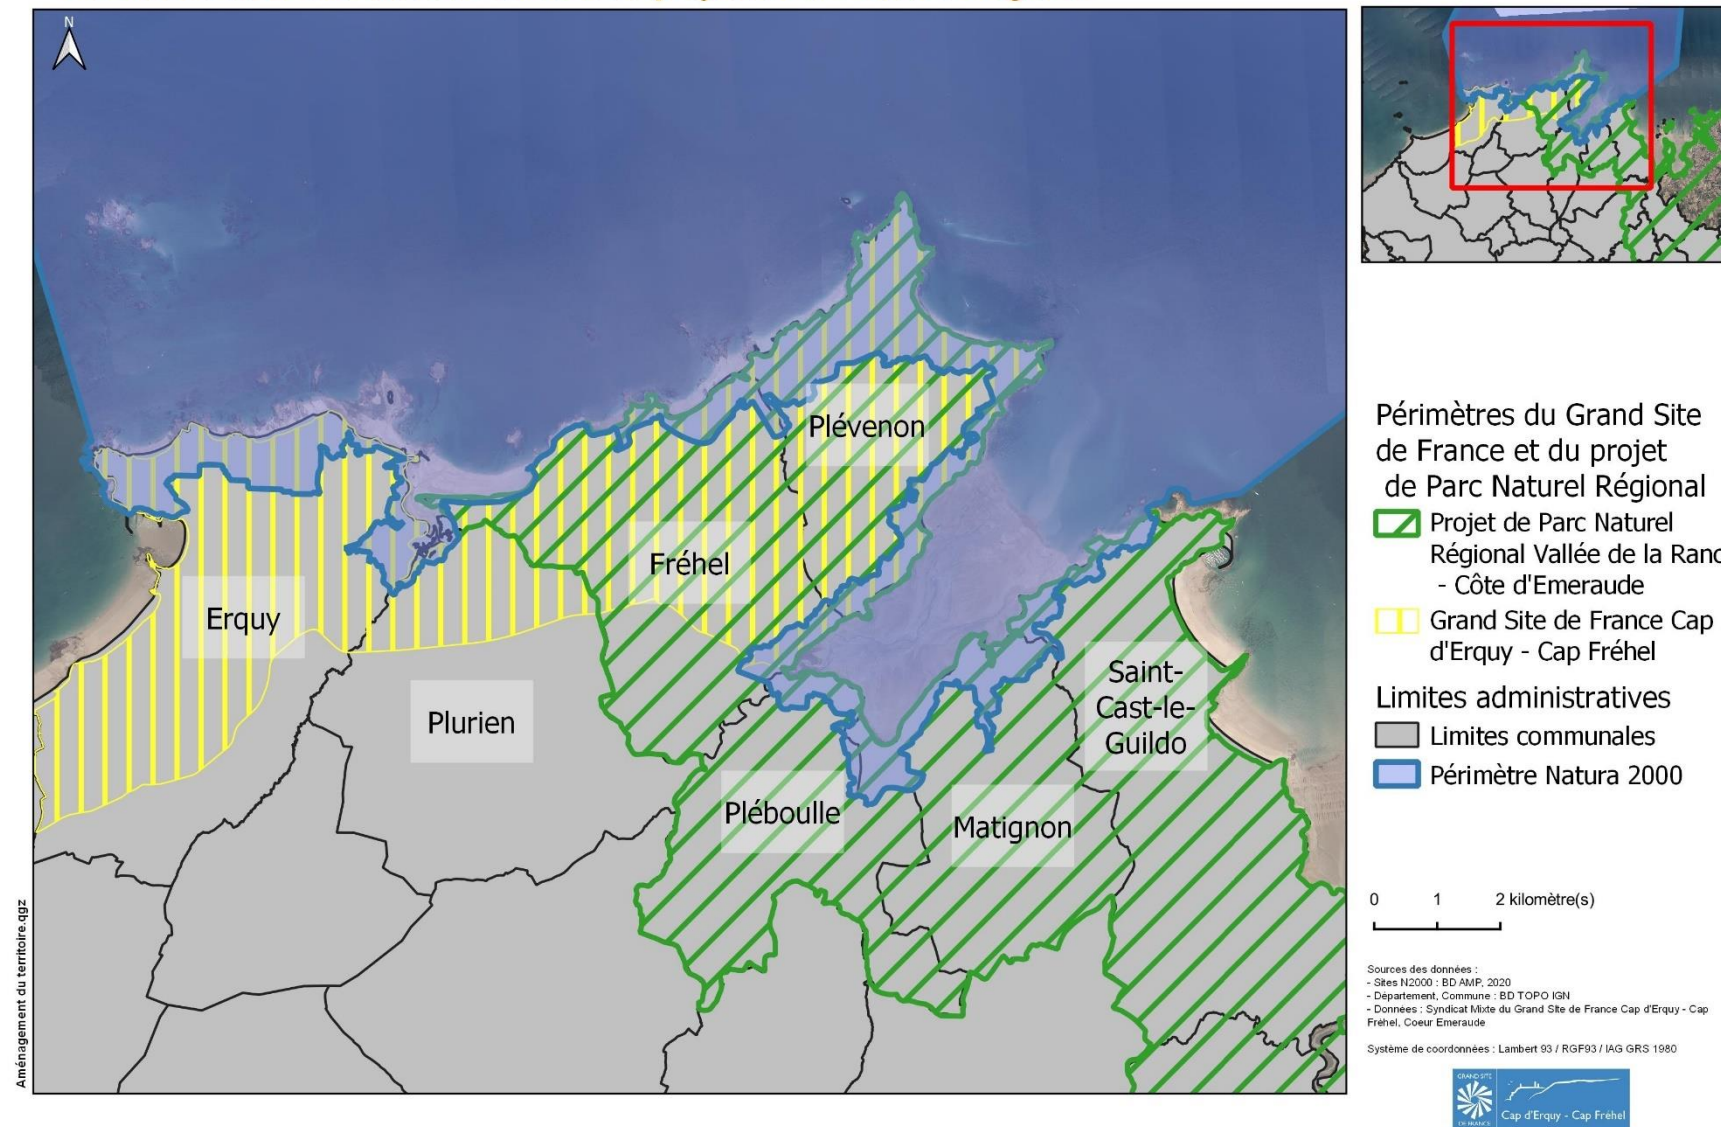 N
Plévenon
Fréhel
Erquy
Plurien
Saint-
Cast-le-
Guildo
Pléboulle
Matignon
Aménagement du territoire.qgz
Périmètres du Grand Site
de France et du projet
de Parc Naturel Régional
Projet de Parc Naturel
Régional Vallée de la Ranc
- Côte d'Emeraude
Grand Site de France Cap
d'Erquy - Cap Fréhel
Limites administratives
Limites communales
Périmètre Natura 2000
0 1 2 kilomètre(s)
Sources des données :
- Sites N2000 : BD AMP, 2020
- Département, Commune : BD TOPO IGN
- Données : Syndicat Mixte du Grand Site de France Cap d'Erquy - Cap
Fréhel, Coeur Emeraude
Système de coordonnées : Lambert 93 / RGF93 / IAG GRS 1980
GRAND SITE
DE FRANCE
Cap d'Erquy - Cap Fréhel